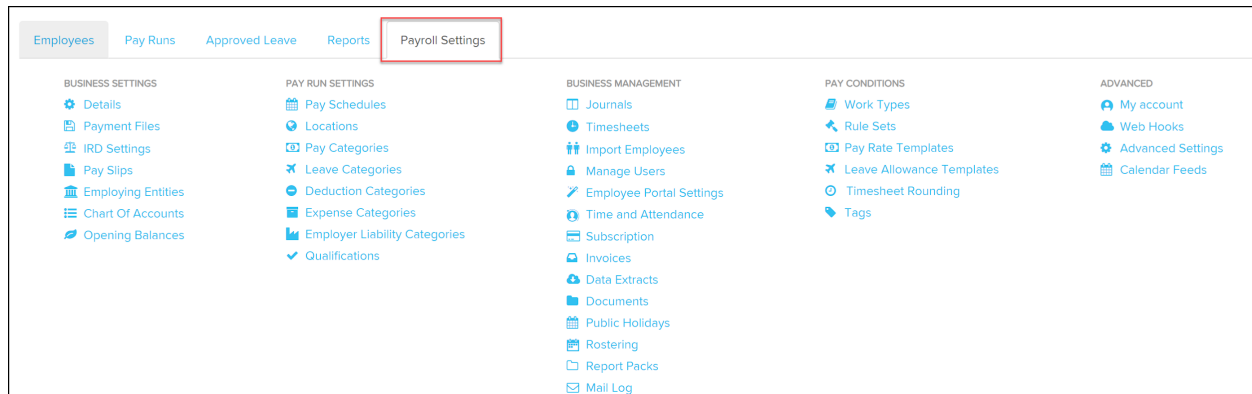 Employees
Pay Runs
Approved Leave
Reports
Payroll Settings
BUSINESS SETTINGS
Details
Payment Files
IRD Settings
Pay Slips
Employing Entities
Chart Of Accounts
Opening Balances
PAY RUN SETTINGS
Pay Schedules
Locations
Pay Categories
Leave Categories
Deduction Categories
Expense Categories
Employer Liability Categories
Qualifications
BUSINESS MANAGEMENT
Journals
Timesheets
Import Employees
Manage Users
Employee Portal Settings
Time and Attendance
Subscription
Invoices
Data Extracts
Documents
Public Holidays
Rostering
Report Packs
Mail Log
PAY CONDITIONS
Work Types
Rule Sets
Pay Rate Templates
Leave Allowance Templates
Timesheet Rounding
Tags
ADVANCED
My account
Web Hooks
Advanced Settings
Calendar Feeds